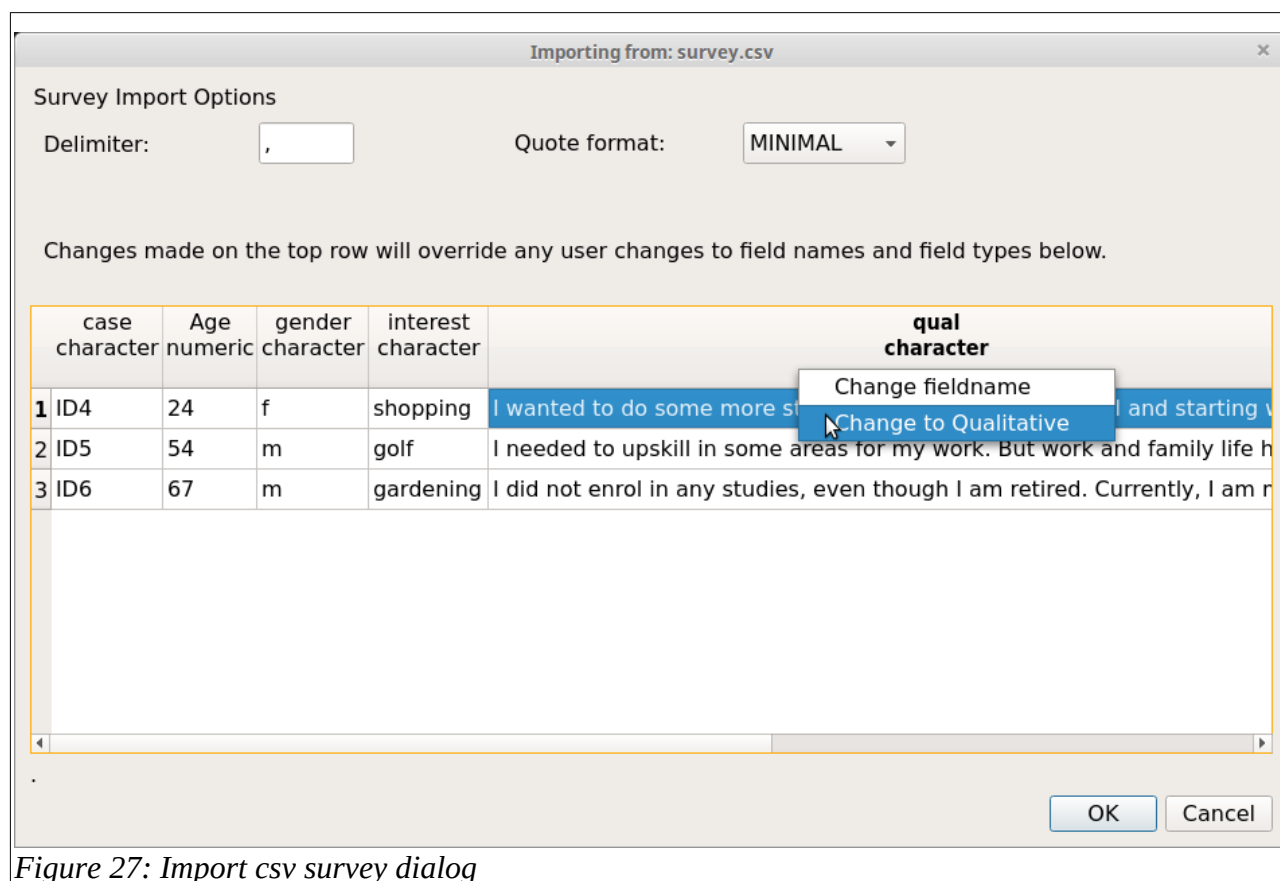 Importing from: survey.csv ×
Survey Import Options
Delimiter: , Quote format: MINIMAL
Changes made on the top row will override any user changes to field names and field types below.
case Age gender interest qual
character numeric character character character
Change fieldname
1 ID4 24 f shopping I wanted to do some more and starting
Change to Qualitative
2 ID5 54 m golf I needed to upskill in some areas for my work. But work and family life
3 ID6 67 m gardening I did not enrol in any studies, even though I am retired. Currently, I am
.
OK Cancel
Figure 27: Import csv survey dialog